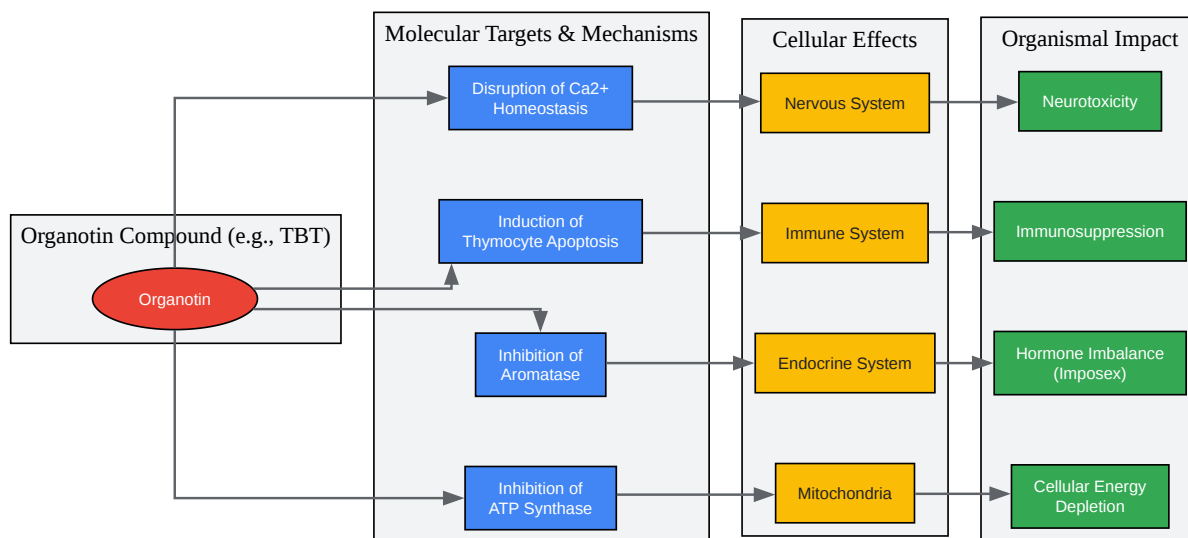 Molecular Targets & Mechanisms
Cellular Effects
Organismal Impact
Disruption of Ca2+
Homeostasis
Nervous System
Neurotoxicity
Organotin Compound (e.g., TBT)
Organotin
Induction of
Thymocyte Apoptosis
Immune System
Immunosuppression
Inhibition of
Aromatase
Endocrine System
Hormone Imbalance
(Imposex)
Inhibition of
ATP Synthase
Mitochondria
Cellular Energy
Depletion